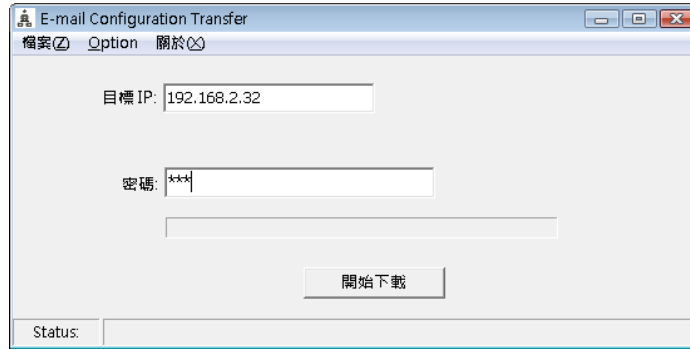 E-mail Configuration Transfer
檔案(Z) Option 關於(X)
目標 IP: 192.168.2.32
密碼: ***
開始下載
Status: